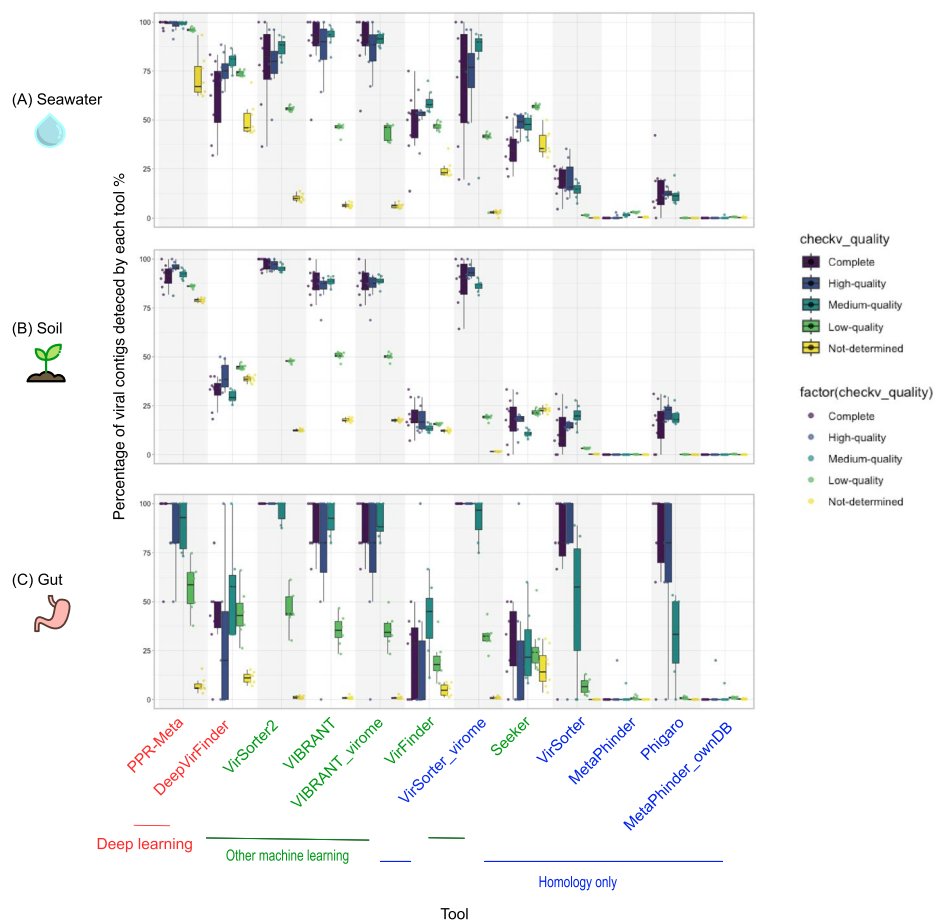 (A) Seawater
(B) Soil
(C) Gut
Percentage of viral contigs deteced by each tool %
100
75
50
25
0
100
75
50
25
0
100
75
50
25
0
checkv_quality
Complete
High-quality
Medium-quality
Low-quality
Not-determined
factor(checkv_quality)
Complete
High-quality
Medium-quality
Low-quality
Not-determined
PPR-Meta
DeepVirFinder
VirSorter2
VIBRANT
VIBRANT_virome
VirFinder
VirSorter_virome
Seeker
VirSorter
MetaPhinder
Phigaro
MetaPhinder_ownDB
Deep learning
Other machine learning
Homology only
Tool